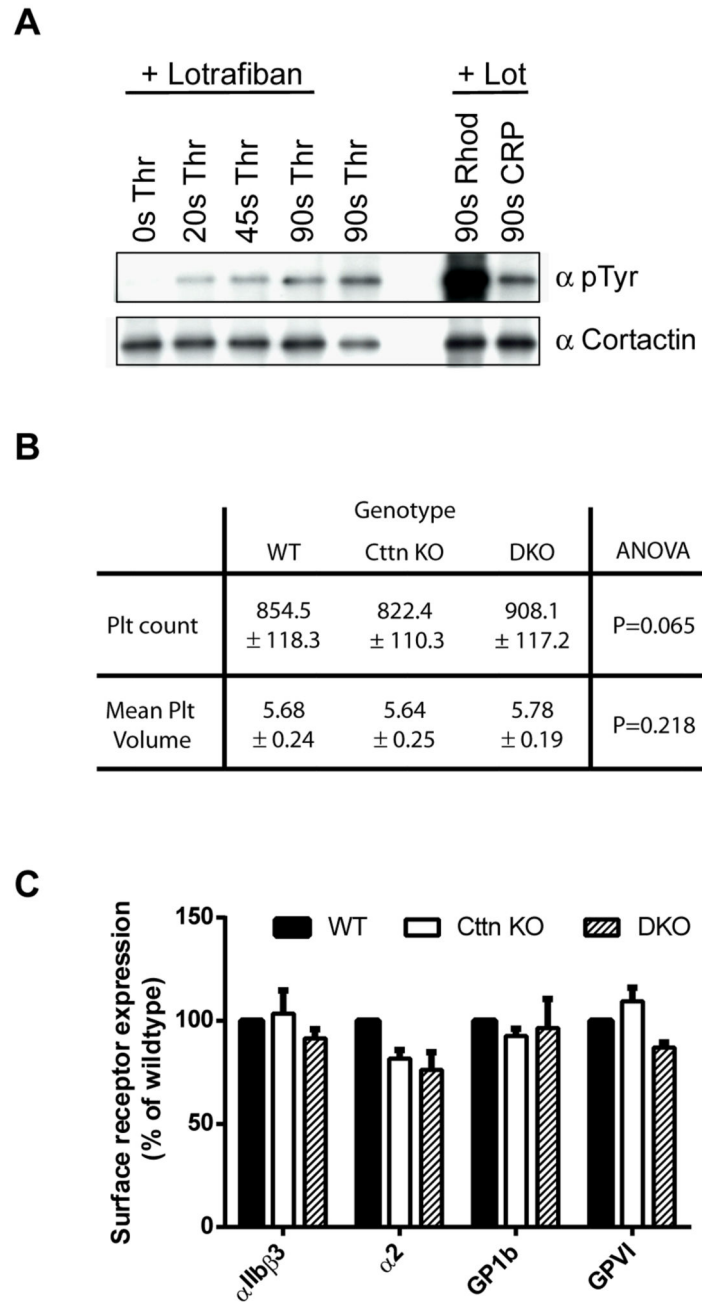 A
+ Lotrafiban
+ Lot
0s Thr
20s Thr
45s Thr
90s Thr
90s Thr
90s Rhod
90s CRP
α pTyr
α Cortactin
B
Genotype
WT Cttn KO DKO ANOVA
Plt count
854.5
± 118.3
822.4
± 110.3
908.1
± 117.2
P=0.065
Mean Plt
Volume
5.68
± 0.24
5.64
± 0.25
5.78
± 0.19
P=0.218
C
Surface receptor expression
(% of wildtype)
150
100
50
0
WT
Cttn KO
DKO
αIIbβ3
α2
GP1b
GPVI